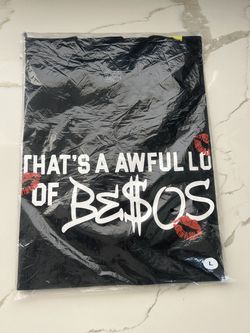 THAT'S A AWFUL LO
OF BE$OS
L